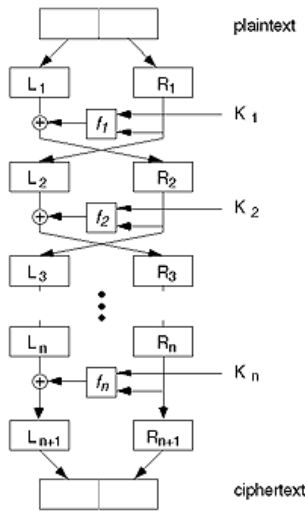 plaintext
L1 R1
f1 K1
+
L2 R2
f2 K2
+
L3 R3
Ln Rn
fn Kn
+
Ln+1 Rn+1
ciphertext